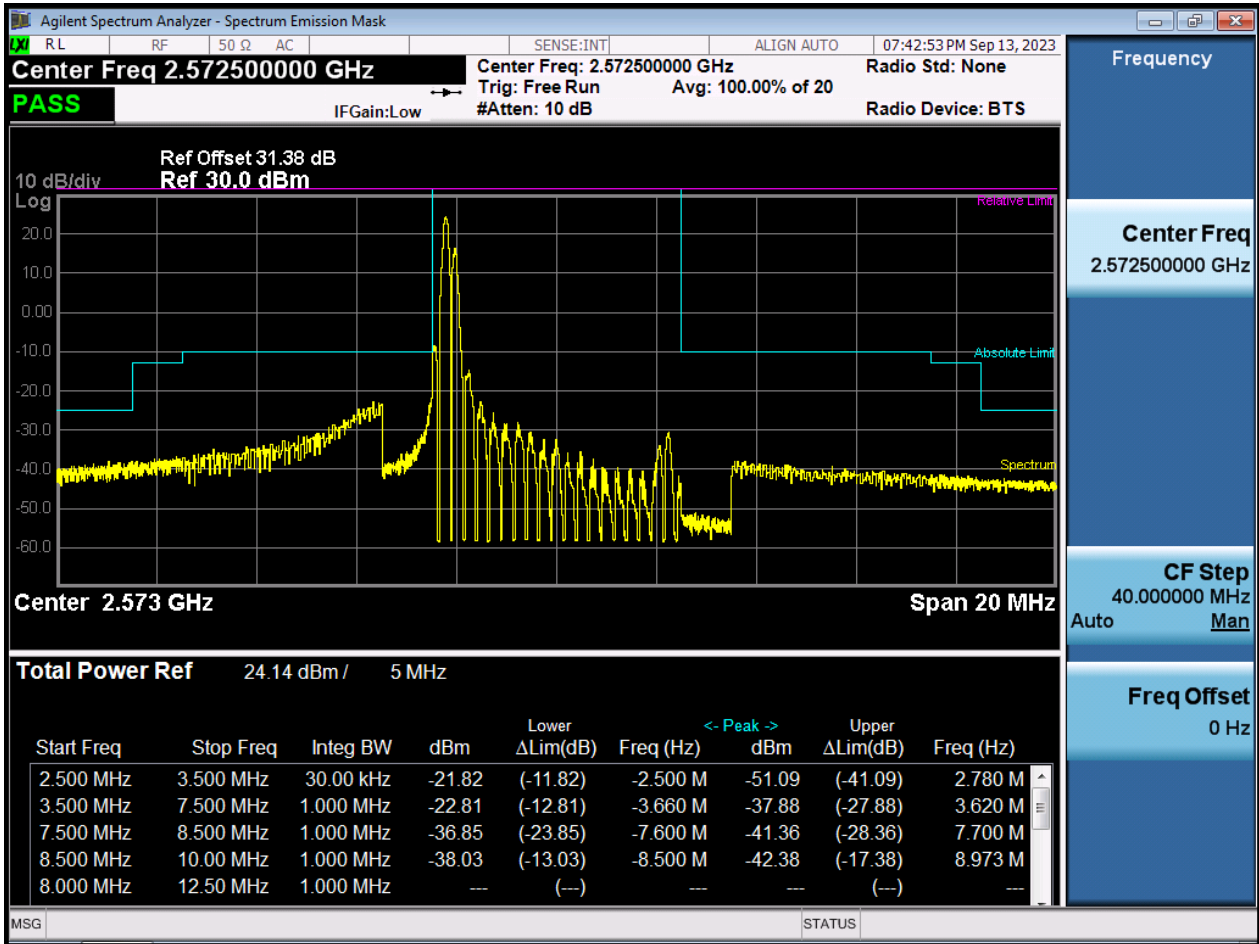 Agilent Spectrum Analyzer - Spectrum Emission Mask
LXI RL RF 50 Ω AC SENSE:INT ALIGN AUTO 07:42:53 PM Sep 13, 2023
Center Freq 2.572500000 GHz
PASS
IFGain:Low
Center Freq: 2.572500000 GHz
Trig: Free Run Avg: 100.00% of 20
#Atten: 10 dB
Radio Std: None
Radio Device: BTS
Ref Offset 31.38 dB
10 dB/div Ref 30.0 dBm
Log
Relative Limit
20.0
10.0
0.00
-10.0
Absolute Limit
-20.0
-30.0
-40.0
Spectrum
-50.0
-60.0
Center 2.573 GHz Span 20 MHz
Total Power Ref 24.14 dBm / 5 MHz
Lower <- Peak -> Upper
Start Freq Stop Freq Integ BW dBm ΔLim(dB) Freq (Hz) dBm ΔLim(dB) Freq (Hz)
2.500 MHz 3.500 MHz 30.00 kHz -21.82 (-11.82) -2.500 M -51.09 (-41.09) 2.780 M
3.500 MHz 7.500 MHz 1.000 MHz -22.81 (-12.81) -3.660 M -37.88 (-27.88) 3.620 M
7.500 MHz 8.500 MHz 1.000 MHz -36.85 (-23.85) -7.600 M -41.36 (-28.36) 7.700 M
8.500 MHz 10.00 MHz 1.000 MHz -38.03 (-13.03) -8.500 M -42.38 (-17.38) 8.973 M
8.000 MHz 12.50 MHz 1.000 MHz --- (---) --- --- (---) ---
MSG STATUS
Frequency
Center Freq
2.572500000 GHz
CF Step
40.000000 MHz
Auto Man
Freq Offset
0 Hz